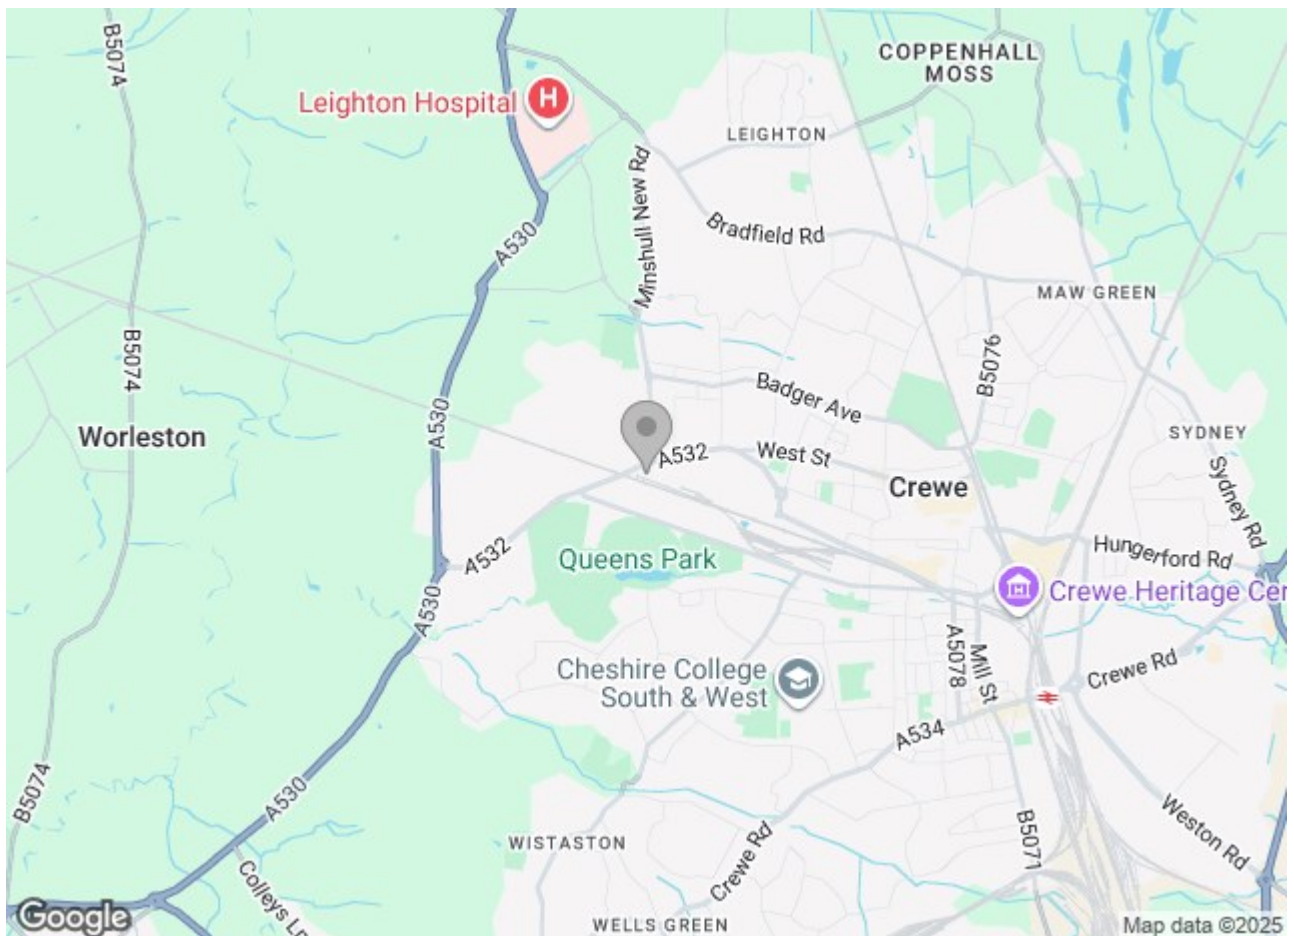 B5074
COPPENHALL
MOSS
Leighton Hospital
H
LEIGHTON
Minshull New Rd
Bradfield Rd
A530
MAW GREEN
B5074
B5076
Badger Ave
A530
Worleston
SYDNEY
A532
West St
Crewe
Sydney Rd
A532
Queens Park
Hungerford Rd
Crewe Heritage Cen
A530
A5078
Mill St
Cheshire College
South & West
Crewe Rd
A534
B5074
A530
WISTASTON
Crewe Rd
B5071
Weston Rd
Colleys Ln
WELLS GREEN
Google
Map data ©2025